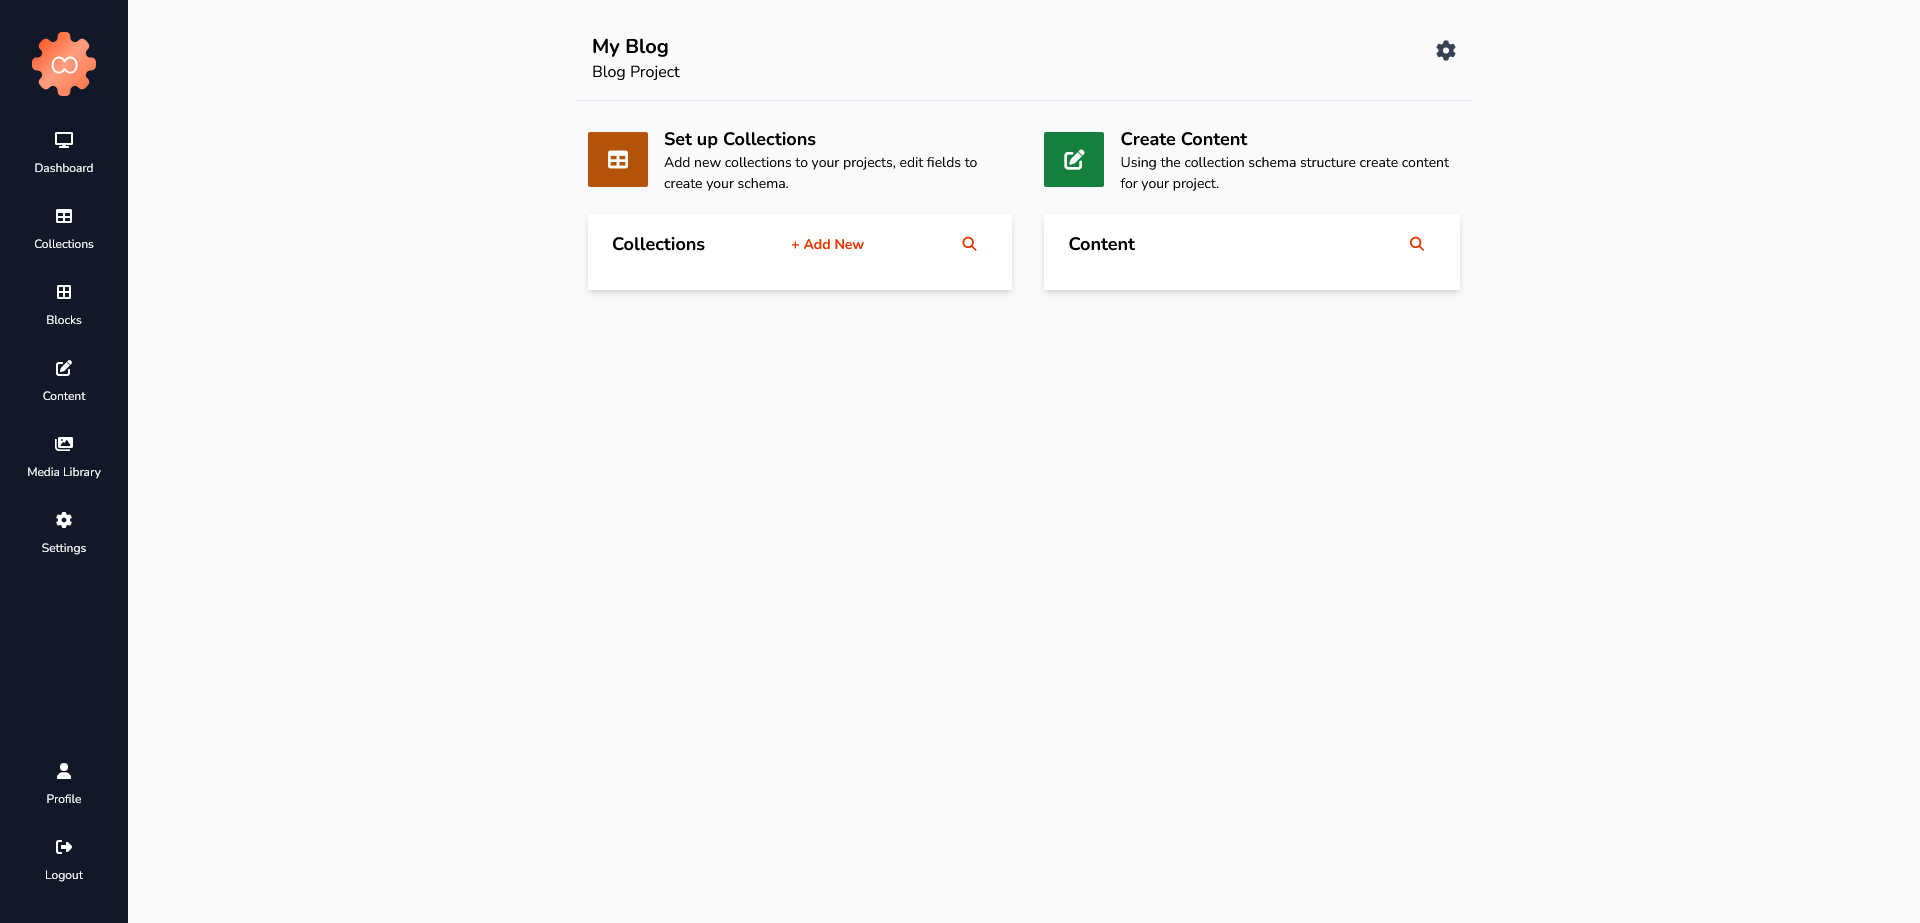 Dashboard
Collections
Blocks
Content
Media Library
Settings
Profile
Logout
My Blog
Blog Project
Set up Collections
Add new collections to your projects, edit fields to
create your schema.
Collections
+ Add New
Create Content
Using the collection schema structure create content
for your project.
Content